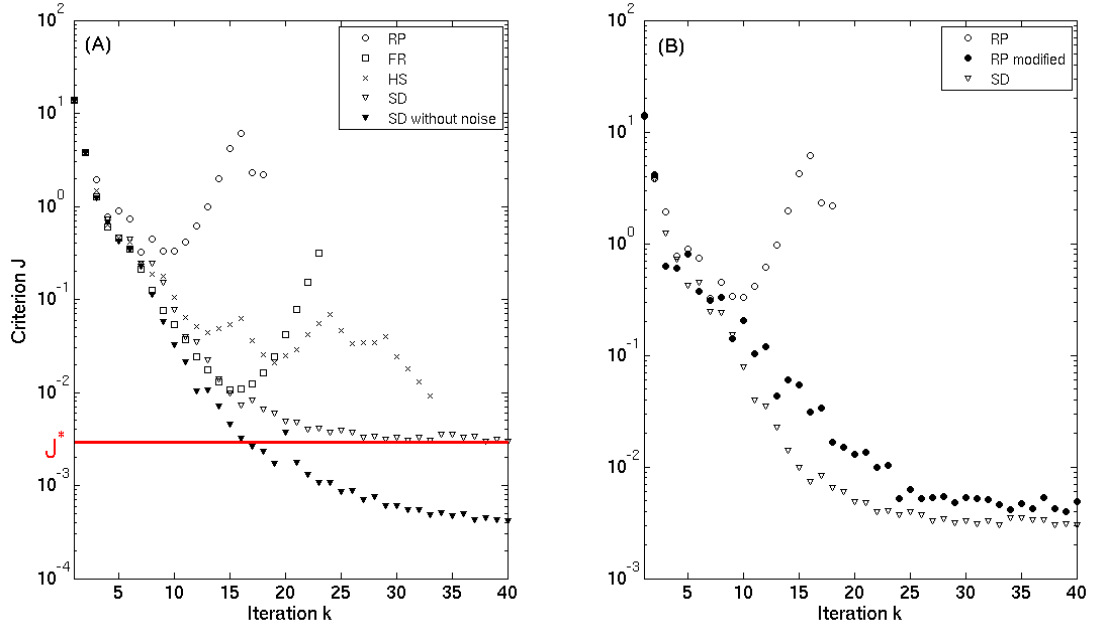 (A)
RP
FR
HS
SD
SD without noise
10^2
10^1
10^0
10^-1
10^-2
10^-3
10^-4
J*
Criterion J
5 10 15 20 25 30 35 40
Iteration k
(B)
RP
RP modified
SD
10^2
10^1
10^0
10^-1
10^-2
10^-3
5 10 15 20 25 30 35 40
Iteration k